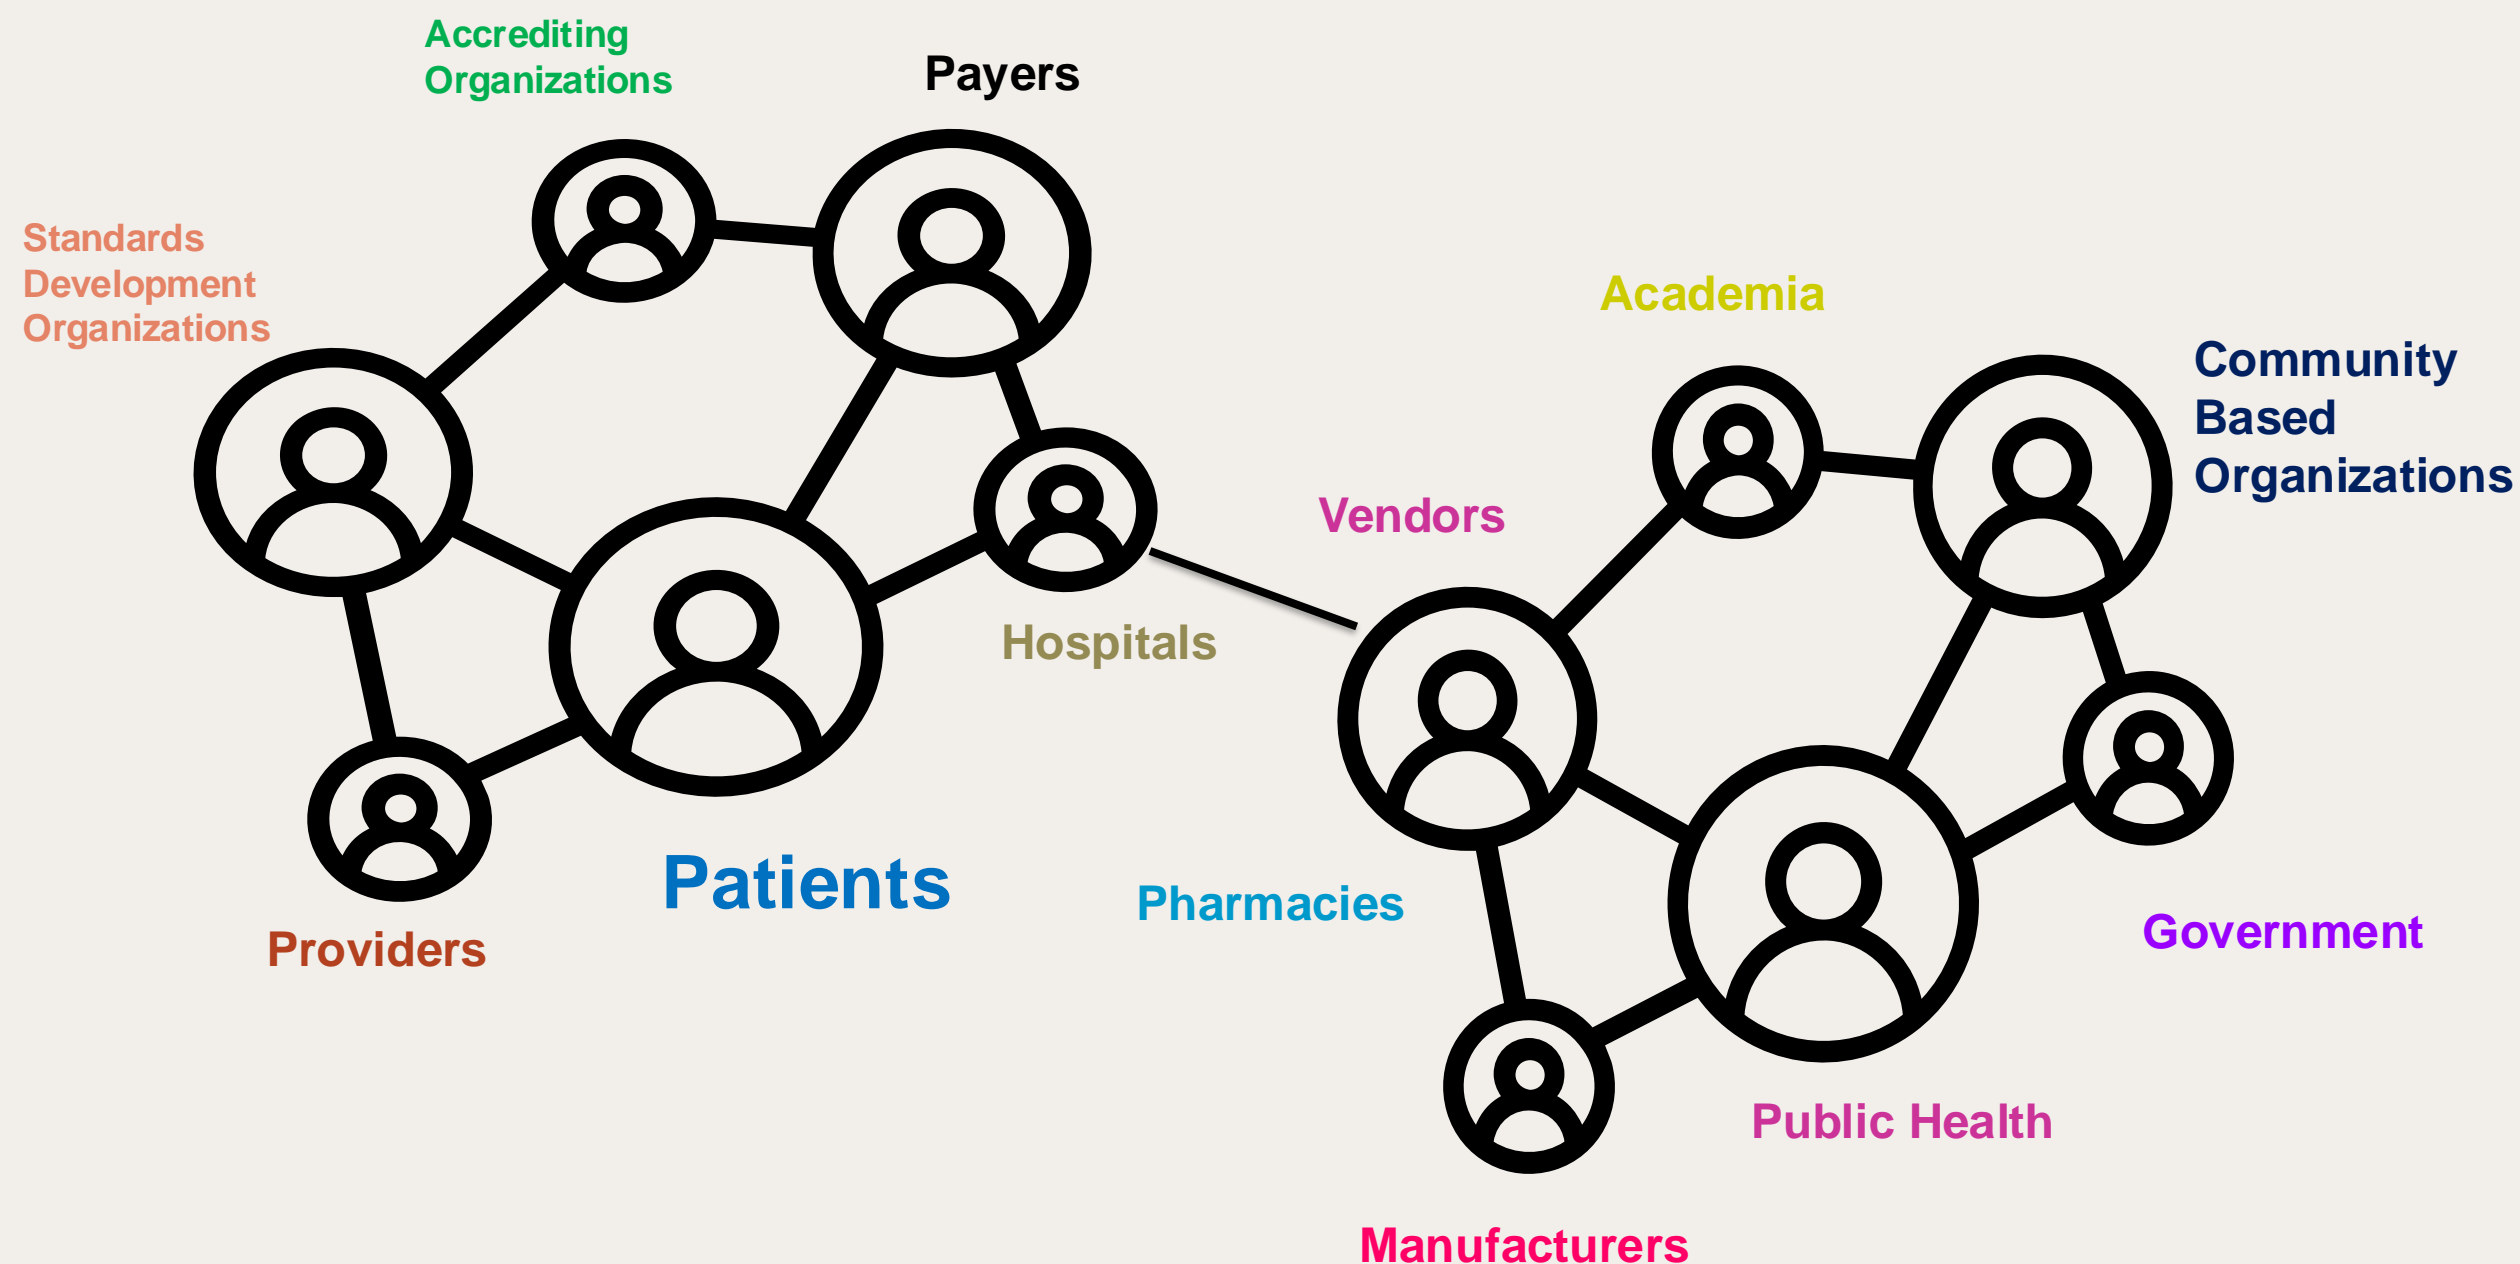 Accrediting
Organizations
Payers
Standards
Development
Organizations
Academia
Community
Based
Organizations
Vendors
Hospitals
Patients
Pharmacies
Providers
Government
Public Health
Manufacturers